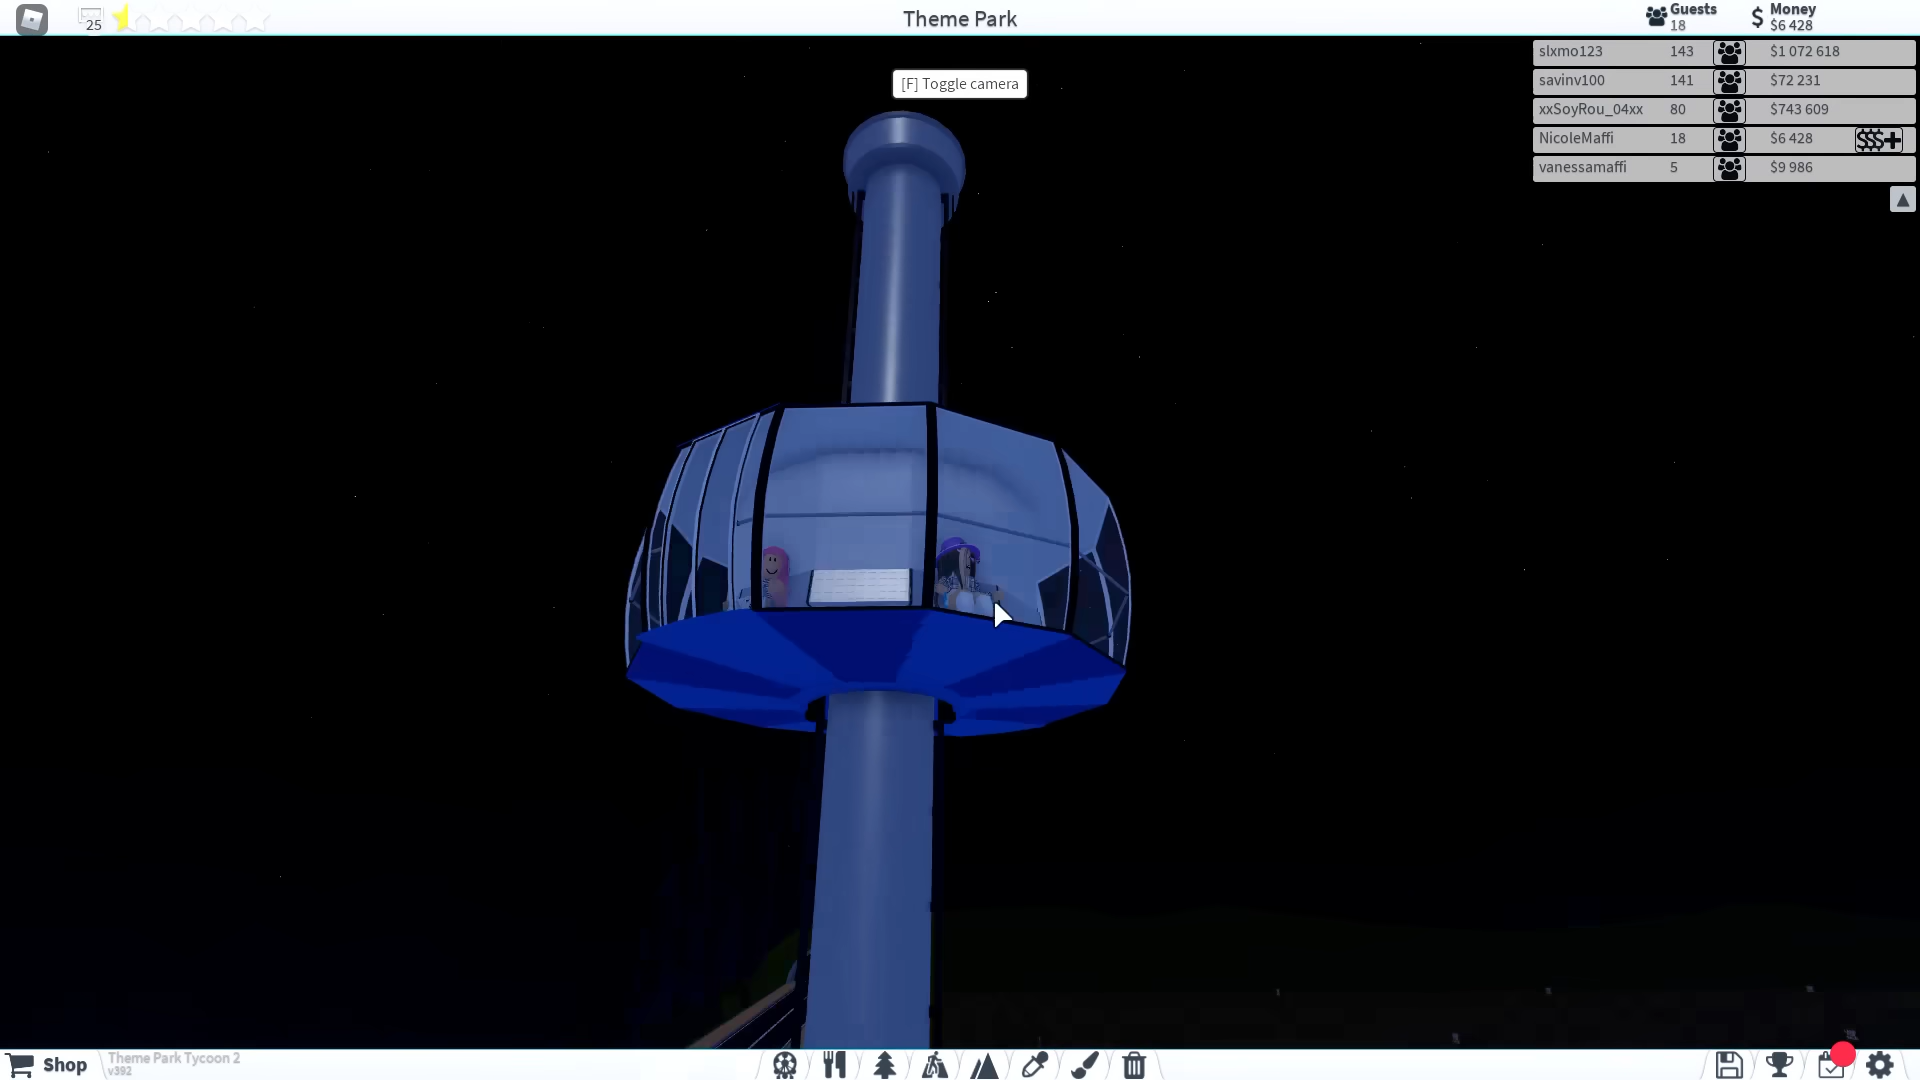 25
Theme Park
Guests
18
Money
$6 428
[F] Toggle camera
slxmo123 143 $1 072 618
savinv100 141 $72 231
xxSoyRou_04xx 80 $743 609
NicoleMaffi 18 $6 428 $$$+
vanessamaffi 5 $9 986
Shop
Theme Park Tycoon 2
v392